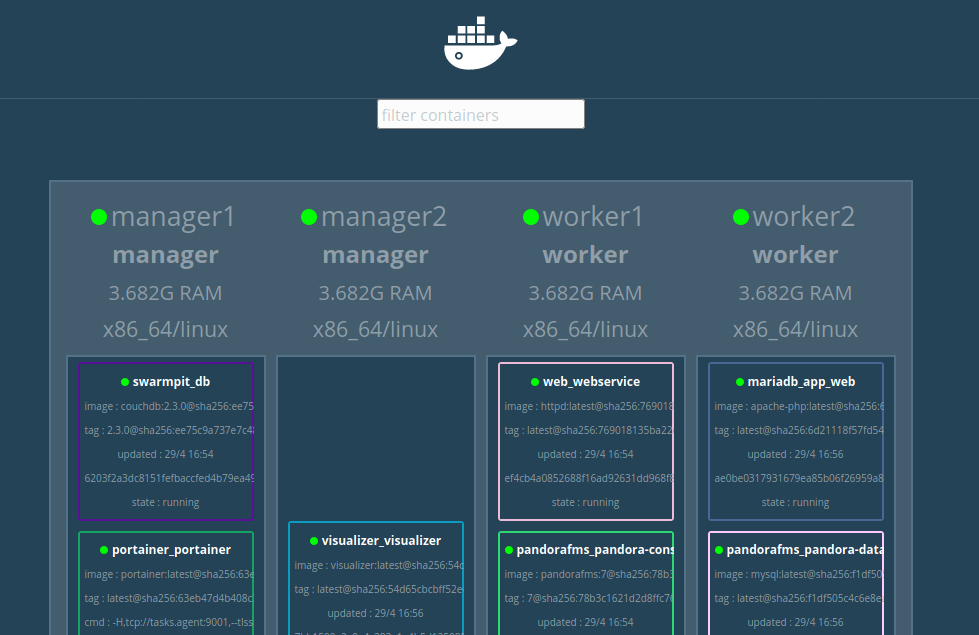 filter containers
manager1
manager
3.682G RAM
x86_64/linux
swarmpit_db
image : couchdb:2.3.0@sha256:ee75
tag : 2.3.0@sha256:ee75c9a737e7c4
updated : 29/4 16:54
6203f2a3dc8151fefbaccfed4b79ea49
state : running
portainer_portainer
image : portainer:latest@sha256:63e
tag : latest@sha256:63eb47d4b408c
cmd : -H,tcp://tasks.agent:9001,--tlss
manager2
manager
3.682G RAM
x86_64/linux
visualizer_visualizer
image : visualizer:latest@sha256:54d
tag : latest@sha256:54d65cbcbff52e
updated : 29/4 16:56
worker1
worker
3.682G RAM
x86_64/linux
web_webservice
image : httpd:latest@sha256:769018
tag : latest@sha256:769018135ba22
updated : 29/4 16:54
ef4cb4a0852688f16ad92631dd968f8
state : running
pandorafms_pandora-cons
image : pandorafms:7@sha256:78b3
tag : 7@sha256:78b3c1621d2d8ffc70
updated : 29/4 16:54
worker2
worker
3.682G RAM
x86_64/linux
mariadb_app_web
image : apache-php:latest@sha256:6
tag : latest@sha256:6d21118f57fd54
updated : 29/4 16:56
ae0be0317931679ea85b06f26959a8
state : running
pandorafms_pandora-data
image : mysql:latest@sha256:f1df50
tag : latest@sha256:f1df505c4c6e8e
updated : 29/4 16:56